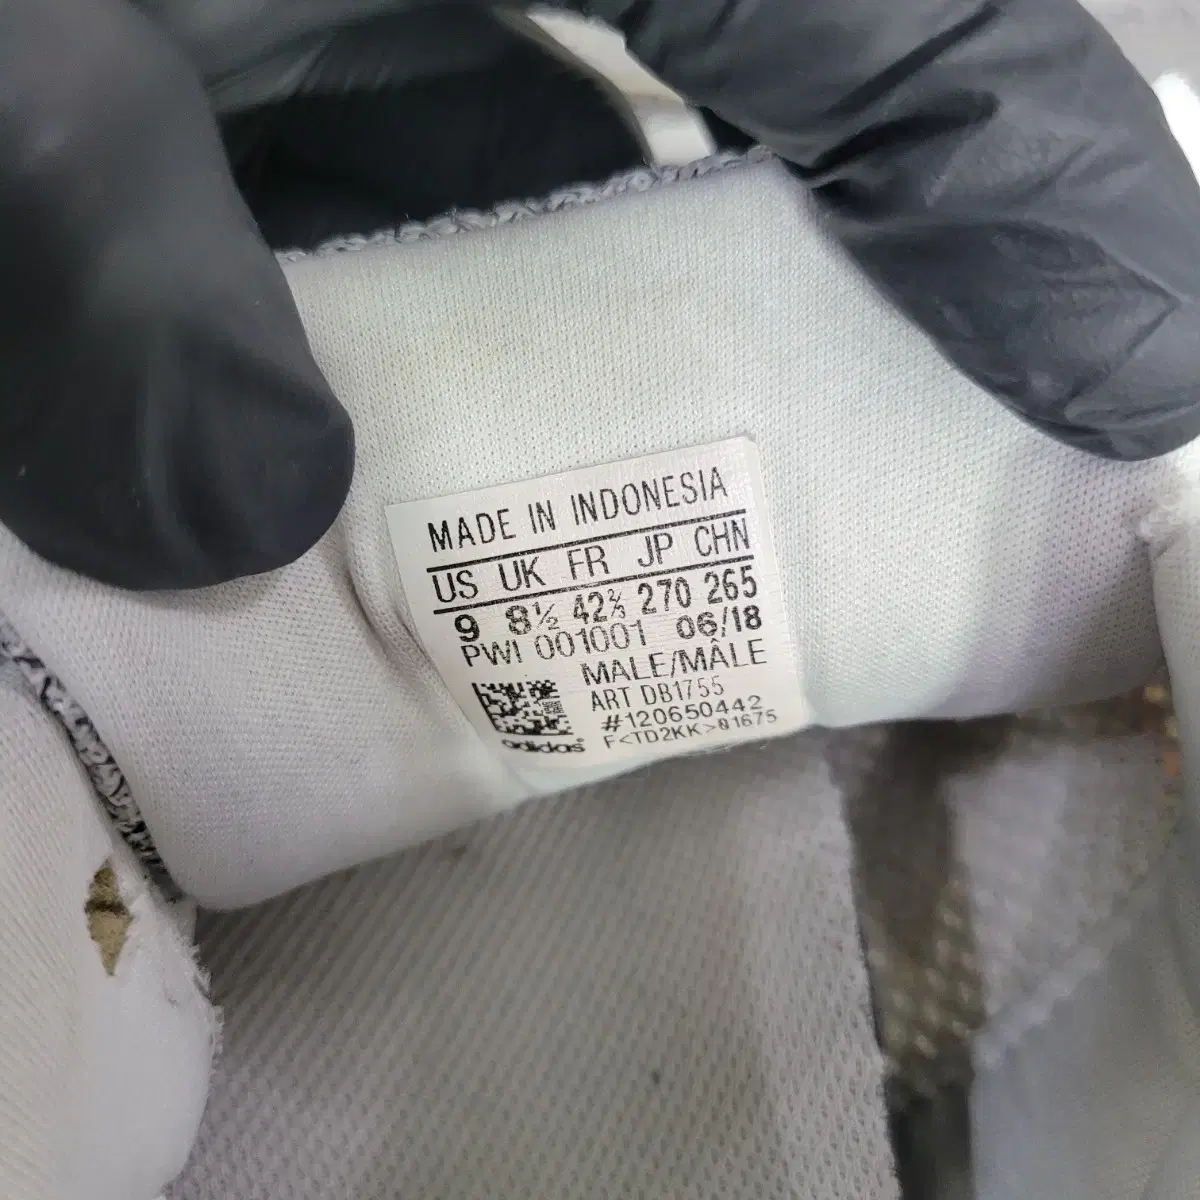 MADE IN INDONESIA
US UK FR JP CHN
9 8½ 42⅔ 270 265
PWI 001001 06/18
MALE/MÂLE
ART DB1755
#120650442
F<TD2KK>01675
adidas